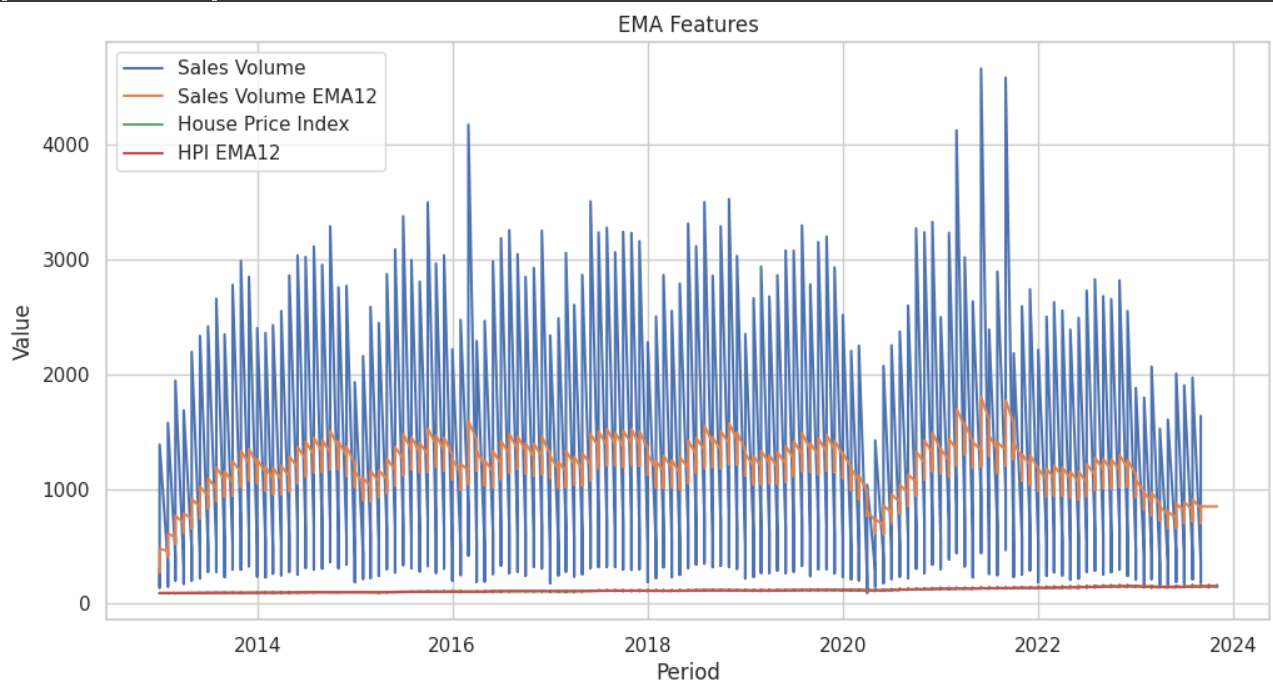 EMA Features
Sales Volume
Sales Volume EMA12
House Price Index
HPI EMA12
Value
4000
3000
2000
1000
0
2014 2016 2018 2020 2022 2024
Period